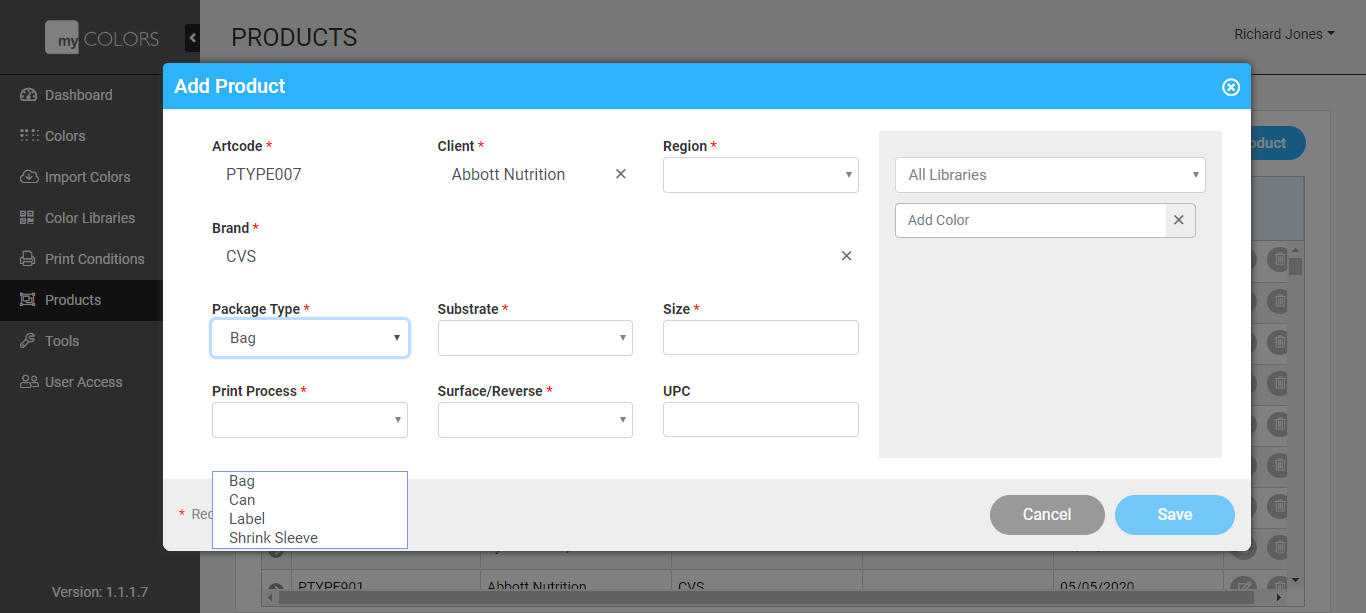 my COLORS
PRODUCTS
Richard Jones
Dashboard
Colors
Import Colors
Color Libraries
Print Conditions
Products
Tools
User Access
Version: 1.1.1.7
Add Product
Artcode *
PTYPE007
Client *
Abbott Nutrition
Region *
Brand *
CVS
Package Type *
Bag
Substrate *
Size *
Print Process *
Surface/Reverse *
UPC
All Libraries
Add Color
Bag
Can
Label
Shrink Sleeve
*
Cancel
Save
PTYPE901
Abbott Nutrition
CVS
05/05/2020